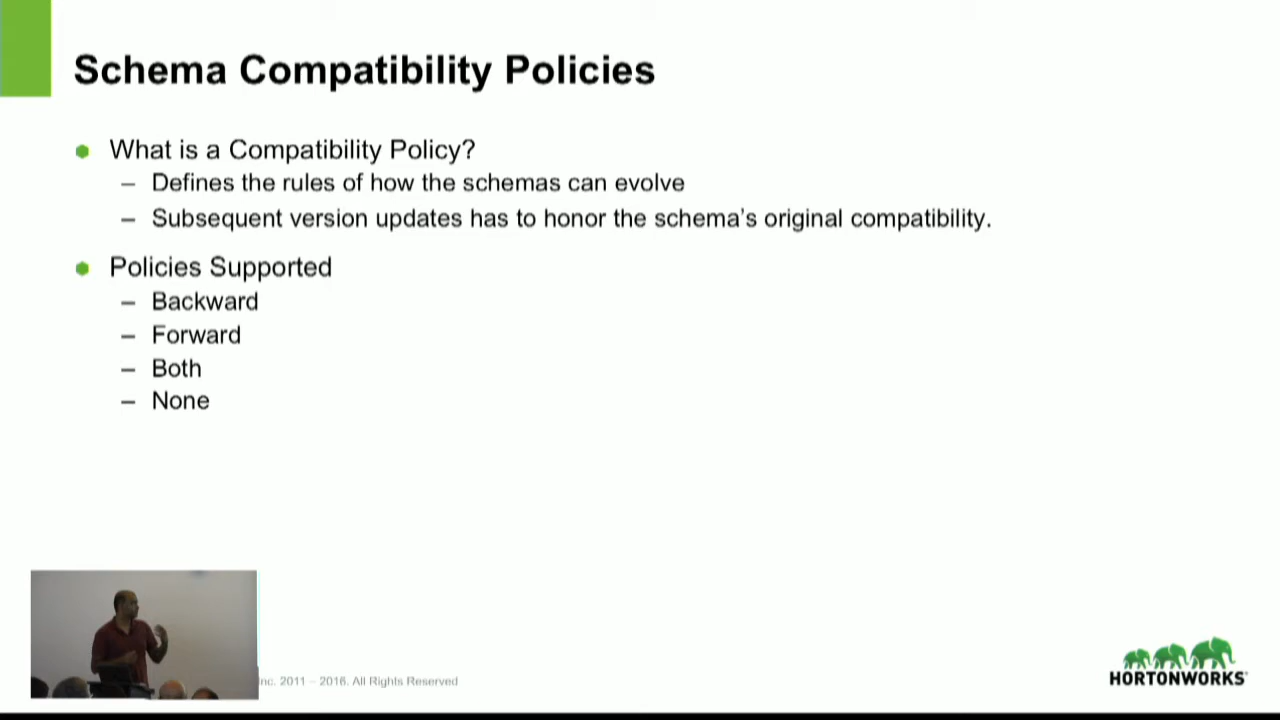 Schema Compatibility Policies
What is a Compatibility Policy?
– Defines the rules of how the schemas can evolve
– Subsequent version updates has to honor the schema's original compatibility.
Policies Supported
– Backward
– Forward
– Both
– None
Inc. 2011 – 2016. All Rights Reserved
HORTONWORKS